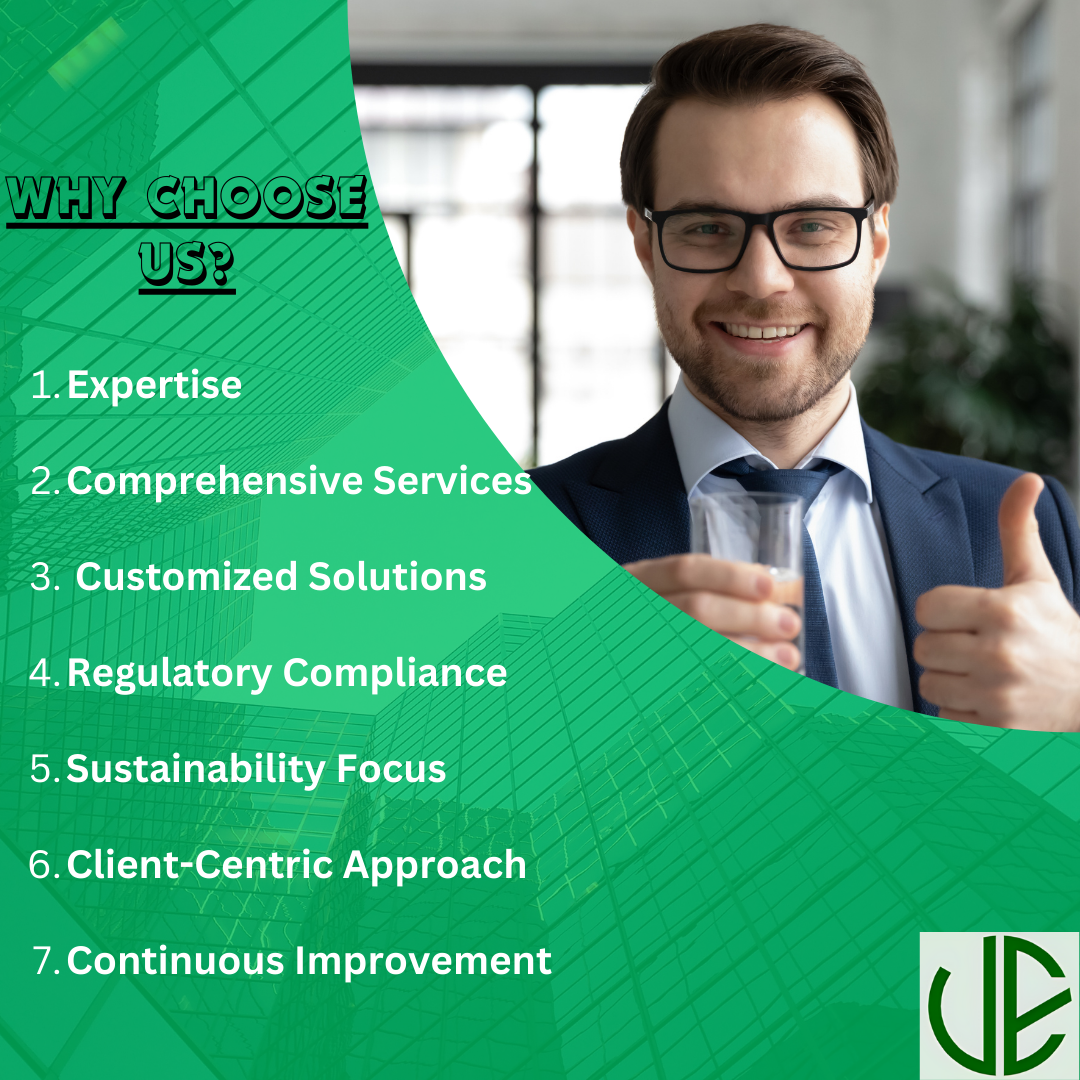 WHY CHOOSE
US?
1. Expertise
2. Comprehensive Services
3. Customized Solutions
4. Regulatory Compliance
5. Sustainability Focus
6. Client-Centric Approach
7. Continuous Improvement